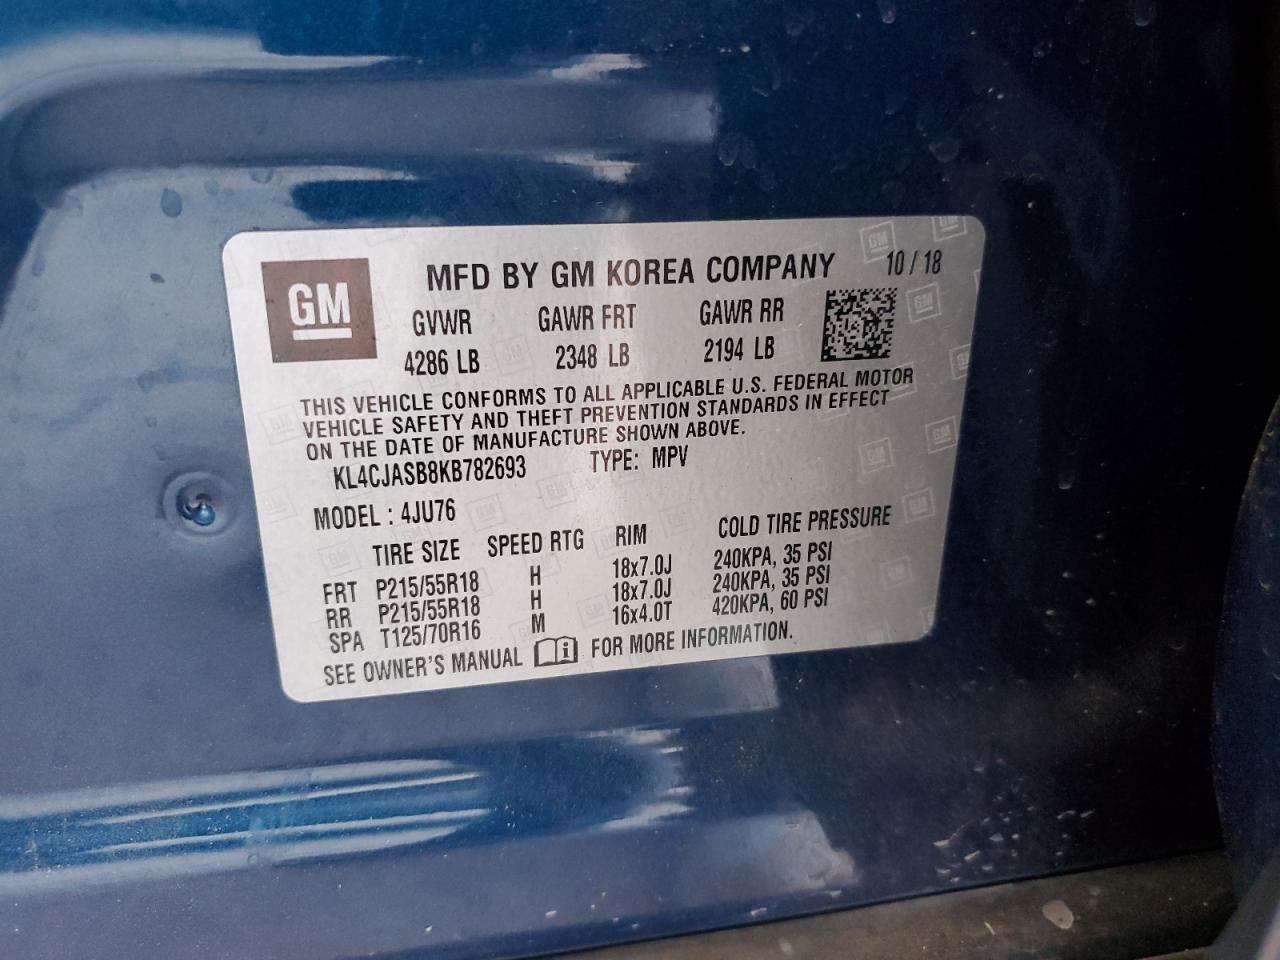 GM
MFD BY GM KOREA COMPANY 10 / 18
GVWR GAWR FRT GAWR RR
4286 LB 2348 LB 2194 LB
THIS VEHICLE CONFORMS TO ALL APPLICABLE U.S. FEDERAL MOTOR
VEHICLE SAFETY AND THEFT PREVENTION STANDARDS IN EFFECT
ON THE DATE OF MANUFACTURE SHOWN ABOVE.
KL4CJASB8KB782693 TYPE: MPV
MODEL : 4JU76
TIRE SIZE SPEED RTG RIM COLD TIRE PRESSURE
FRT P215/55R18 H 18x7.0J 240KPA, 35 PSI
RR P215/55R18 H 18x7.0J 240KPA, 35 PSI
SPA T125/70R16 M 16x4.0T 420KPA, 60 PSI
SEE OWNER'S MANUAL i FOR MORE INFORMATION.